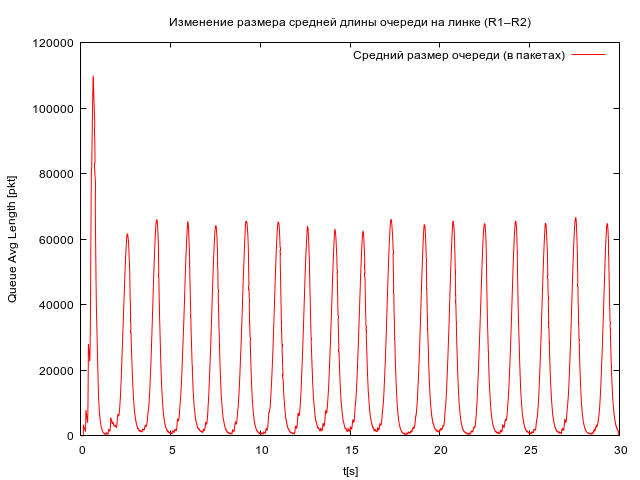 Изменение размера средней длины очереди на линке (R1–R2)
Средний размер очереди (в пакетах)
Queue Avg Length [pkt]
120000
100000
80000
60000
40000
20000
0
0 5 10 15 20 25 30
t[s]